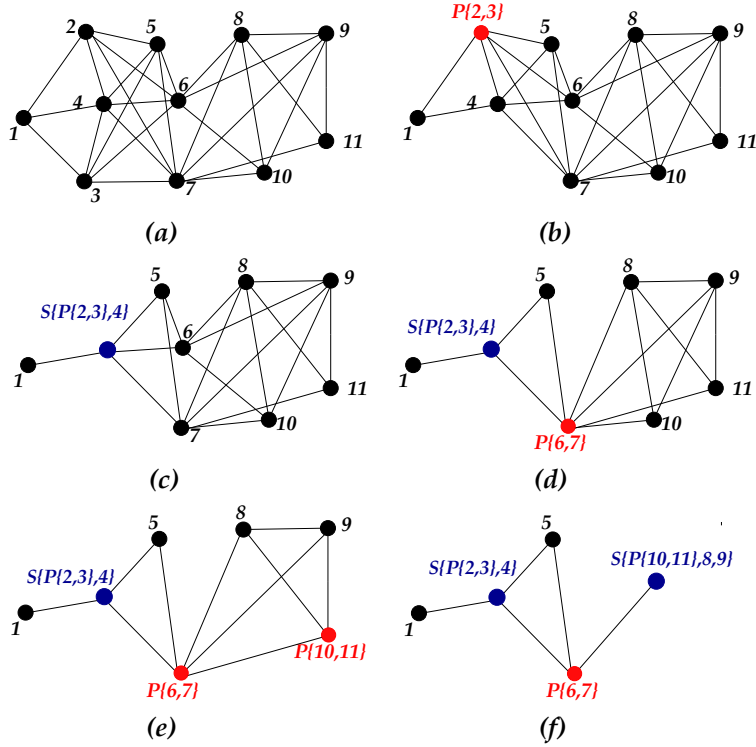 2 5 8 9
6
4
1 11
3 7 10
(a)
P{2,3} 5 8 9
6
4
1 11
7 10
(b)
5 8 9
S{P{2,3},4}
6
1 11
7 10
(c)
5 8 9
S{P{2,3},4}
1 11
P{6,7} 10
(d)
5 8 9
S{P{2,3},4}
1 P{10,11}
P{6,7}
(e)
5
S{P{2,3},4} S{P{10,11},8,9}
1
P{6,7}
(f)